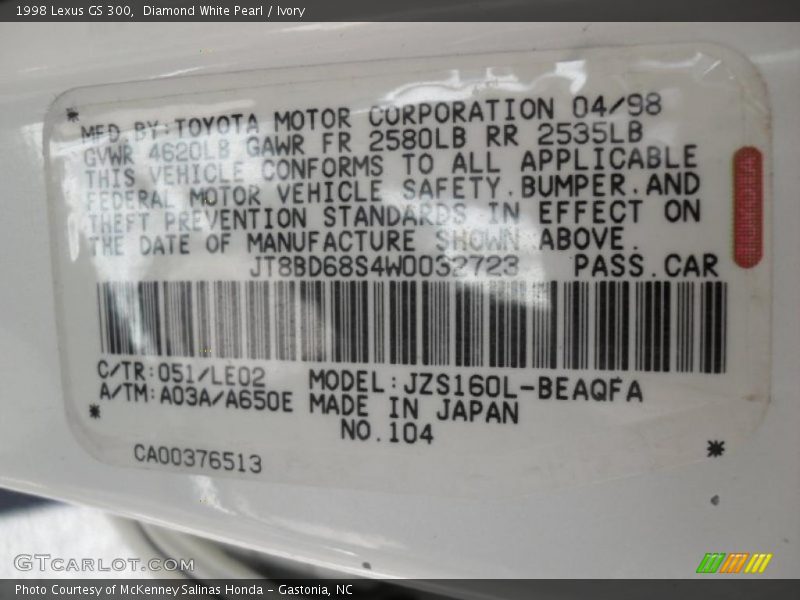 1998 Lexus GS 300,  Diamond White Pearl / Ivory
MFD BY:TOYOTA MOTOR CORPORATION 04/98
GVWR 4620LB GAWR FR 2580LB RR 2535LB
THIS VEHICLE CONFORMS TO ALL APPLICABLE
FEDERAL MOTOR VEHICLE SAFETY.BUMPER.AND
THEFT PREVENTION STANDARDS IN EFFECT ON
THE DATE OF MANUFACTURE SHOWN ABOVE.
JT8BD68S4W0032723 PASS.CAR
C/TR:051/LE02 MODEL:JZS160L-BEAQFA
A/TM:A03A/A650E MADE IN JAPAN
NO.104
CA00376513
GTCarLot.com
Photo Courtesy of McKenney Salinas Honda - Gastonia, NC